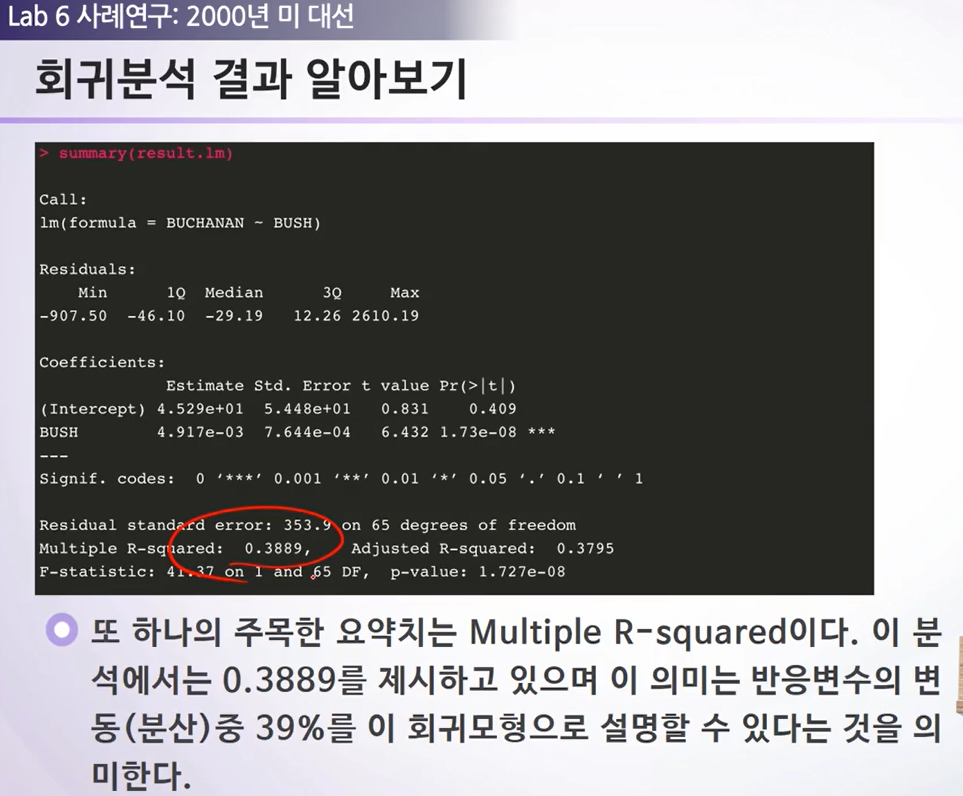 Lab 6 사례연구: 2000년 미 대선
회귀분석 결과 알아보기
> summary(result.lm)
Call:
lm(formula = BUCHANAN ~ BUSH)
Residuals:
Min 1Q Median 3Q Max
-907.50 -46.10 -29.19 12.26 2610.19
Coefficients:
Estimate Std. Error t value Pr(>|t|)
(Intercept) 4.529e+01 5.448e+01 0.831 0.409
BUSH 4.917e-03 7.644e-04 6.432 1.73e-08 ***
---
Signif. codes: 0 ‘***’ 0.001 ‘**’ 0.01 ‘*’ 0.05 ‘.’ 0.1 ‘ ’ 1
Residual standard error: 353.9 on 65 degrees of freedom
Multiple R-squared: 0.3889, Adjusted R-squared: 0.3795
F-statistic: 41.37 on 1 and 65 DF, p-value: 1.727e-08
또 하나의 주목한 요약치는 Multiple R-squared이다. 이 분
석에서는 0.3889를 제시하고 있으며 이 의미는 반응변수의 변
동(분산)중 39%를 이 회귀모형으로 설명할 수 있다는 것을 의
미한다.